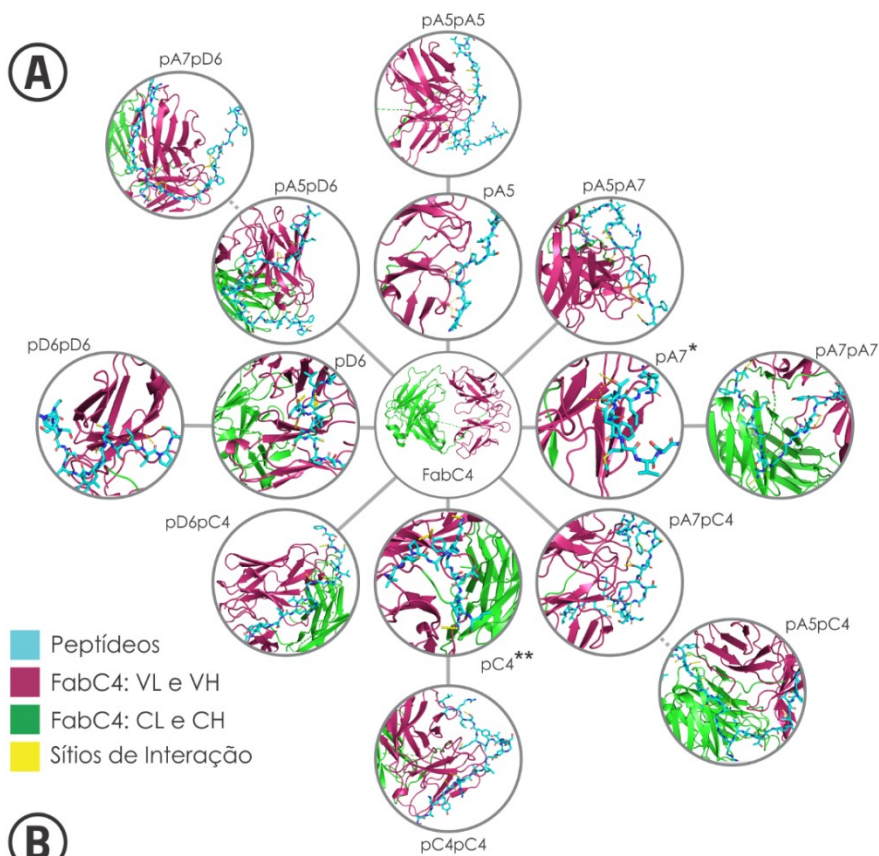 A
pA7pD6
pA5pA5
pA5pD6
pA5
pA5pA7
pD6pD6
pD6
FabC4
pA7*
pA7pA7
pD6pC4
pC4**
pA7pC4
pA5pC4
Peptídeos
FabC4: VL e VH
FabC4: CL e CH
Sítios de Interação
pC4pC4
B